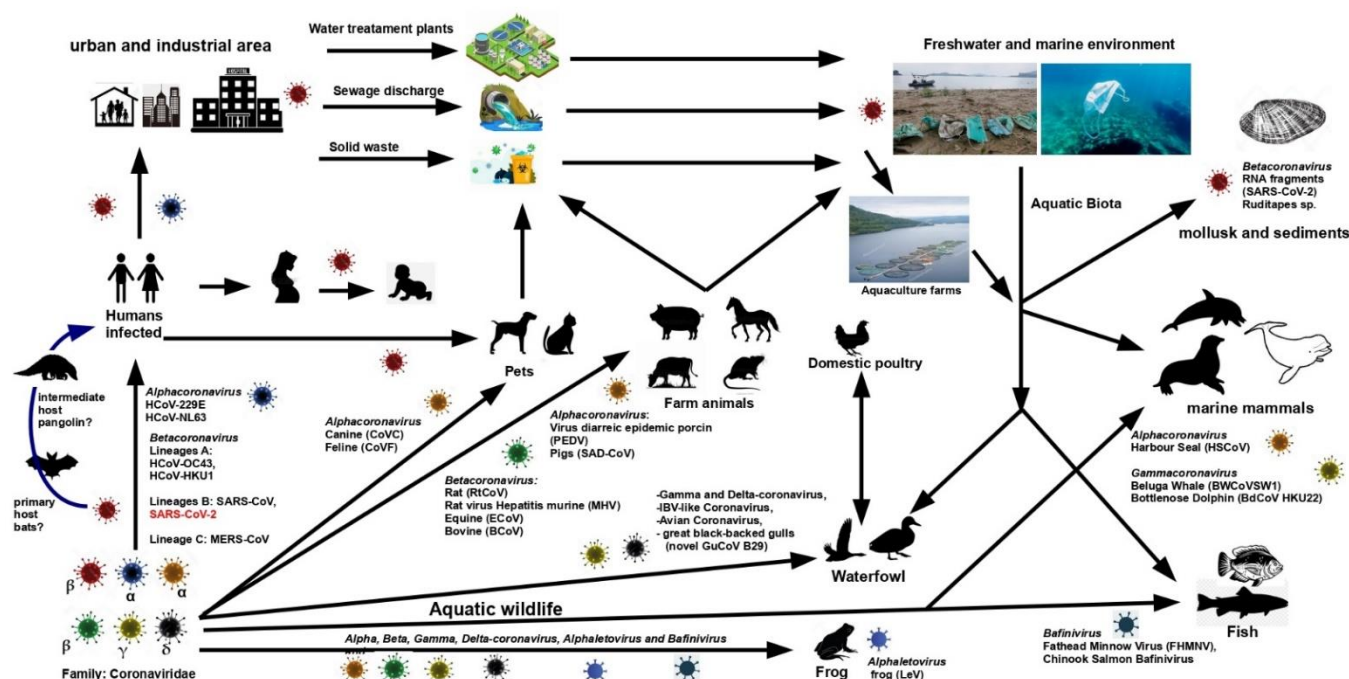 Water treatament plants
urban and industrial area
HOSPITAL
Sewage discharge
Solid waste
Freshwater and marine environment
Betacoronavirus
RNA fragments
(SARS-CoV-2)
Ruditapes sp.
mollusk and sediments
Aquatic Biota
Aquaculture farms
Humans
infected
Pets
Farm animals
Domestic poultry
marine mammals
Alphacoronavirus
Harbour Seal (HSCoV)
Gammacoronavirus
Beluga Whale (BWCoVSW1)
Bottlenose Dolphin (BdCoV HKU22)
intermediate
host
pangolin?
primary
host
bats?
Alphacoronavirus
HCoV-229E
HCoV-NL63
Betacoronavirus
Lineages A:
HCoV-OC43,
HCoV-HKU1
Lineages B: SARS-CoV,
SARS-CoV-2
Lineage C: MERS-CoV
Alphacoronavirus
Canine (CoVC)
Feline (CoVF)
Alphacoronavirus:
Virus diarreic epidemic porcin
(PEDV)
Pigs (SAD-CoV)
Betacoronavirus:
Rat (RtCoV)
Rat virus Hepatitis murine (MHV)
Equine (ECoV)
Bovine (BCoV)
-Gamma and Delta-coronavirus,
-IBV-like Coronavirus,
-Avian Coronavirus,
- great black-backed gulls
(novel GuCoV B29)
Waterfowl
β
α
α
β
γ
δ
Family: Coronaviridae
Aquatic wildlife
Alpha, Beta, Gamma, Delta-coronavirus, Alphaletovirus and Bafinivirus
Frog
Alphaletovirus
frog (LeV)
Bafinivirus
Fathead Minnow Virus (FHMNV),
Chinook Salmon Bafinivirus
Fish